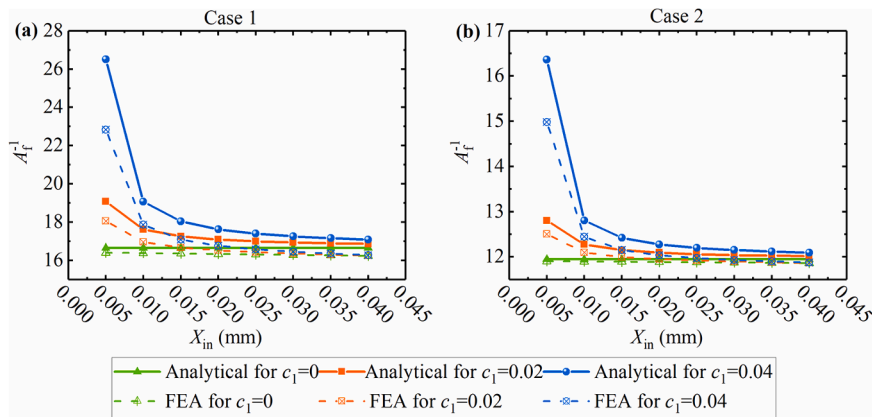 Case 1
Case 2
(a)
28
26
24
22
20
18
16
A_f^-1
0.000 0.005 0.010 0.015 0.020 0.025 0.030 0.035 0.040 0.045
X_in (mm)
(b)
17
16
15
14
13
12
A_f^-1
0.000 0.005 0.010 0.015 0.020 0.025 0.030 0.035 0.040 0.045
X_in (mm)
Analytical for c_1=0 Analytical for c_1=0.02 Analytical for c_1=0.04
FEA for c_1=0 FEA for c_1=0.02 FEA for c_1=0.04